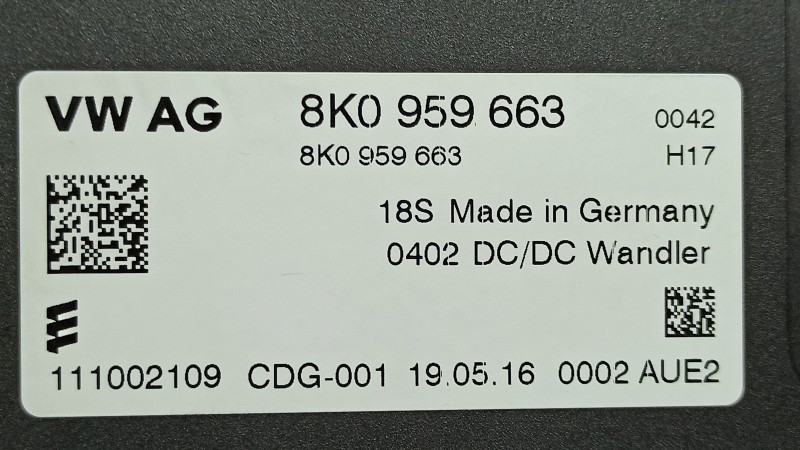 VW AG 8K0 959 663 0042
8K0 959 663 H17
18S Made in Germany
0402 DC/DC Wandler
111002109 CDG-001 19.05.16 0002 AUE2